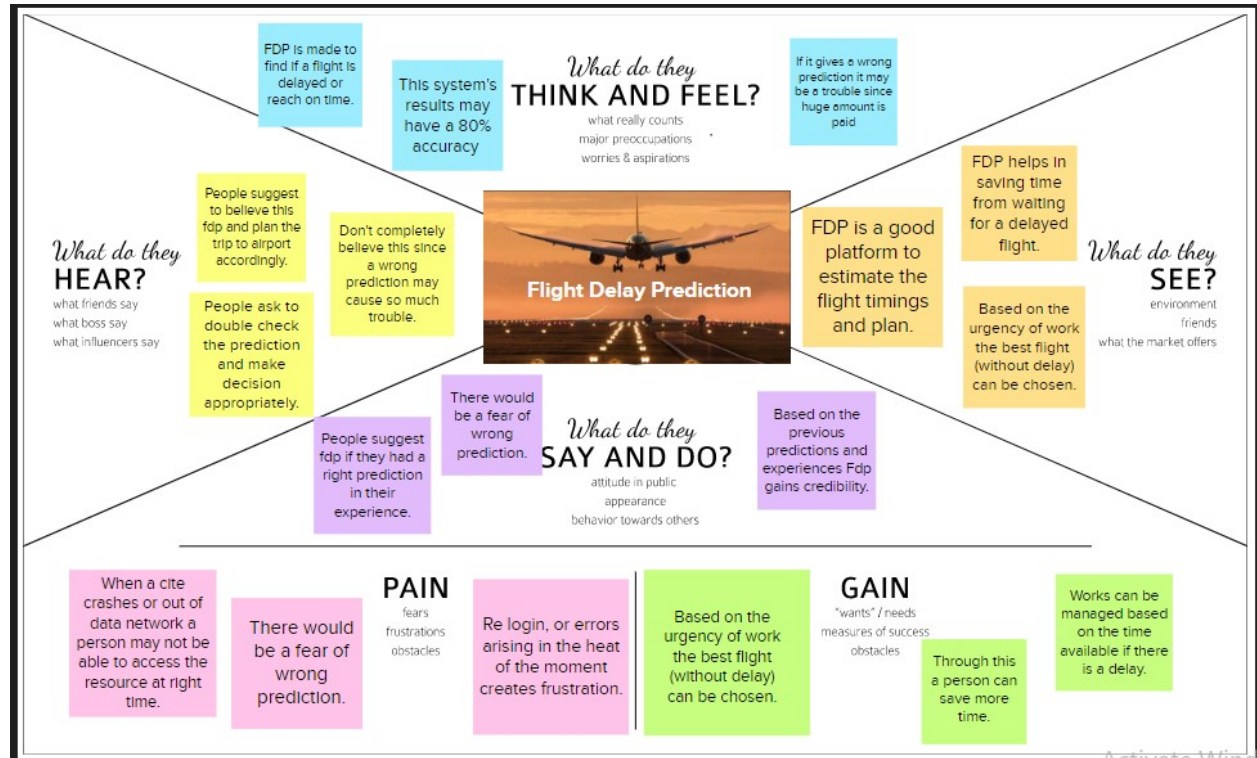 FDP is made to
find if a flight is
delayed or
reach on time.
This system's
results may
have a 80%
accuracy
What do they
THINK AND FEEL?
what really counts
major preoccupations
worries & aspirations
If it gives a wrong
prediction it may
be a trouble since
huge amount is
paid
What do they
HEAR?
what friends say
what boss say
what influencers say
People suggest
to believe this
fdp and plan the
trip to airport
accordingly.
Don't completely
believe this since
a wrong
prediction may
cause so much
trouble.
People ask to
double check
the prediction
and make
decision
appropriately.
Flight Delay Prediction
FDP is a good
platform to
estimate the
flight timings
and plan.
FDP helps in
saving time
from waiting
for a delayed
flight.
Based on the
urgency of work
the best flight
(without delay)
can be chosen.
What do they
SEE?
environment
friends
what the market offers
People suggest
fdp if they had a
right prediction
in their
experience.
There would
be a fear of
wrong
prediction.
What do they
SAY AND DO?
attitude in public
appearance
behavior towards others
Based on the
previous
predictions and
experiences Fdp
gains credibility.
When a cite
crashes or out of
data network a
person may not be
able to access the
resource at right
time.
There would
be a fear of
wrong
prediction.
PAIN
fears
frustrations
obstacles
Re login, or errors
arising in the heat
of the moment
creates frustration.
Based on the
urgency of work
the best flight
(without delay)
can be chosen.
GAIN
"wants" / needs
measures of success
obstacles
Through this
a person can
save more
time.
Works can be
managed based
on the time
available if there
is a delay.